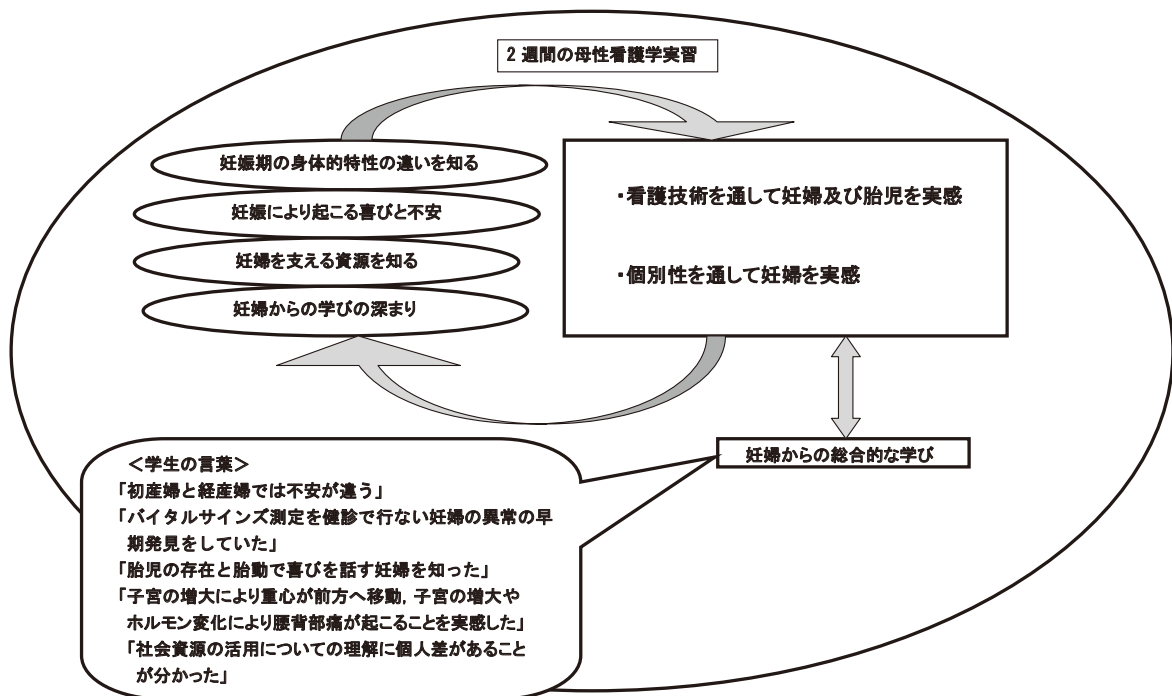 2 週間の母性看護学実習
妊娠期の身体的特性の違いを知る
妊娠により起こる喜びと不安
妊婦を支える資源を知る
妊婦からの学びの深まり
・看護技術を通して妊婦及び胎児を実感
・個別性を通して妊婦を実感
妊婦からの総合的な学び
＜学生の言葉＞
「初産婦と経産婦では不安が違う」
「バイタルサインズ測定を健診で行ない妊婦の異常の早
期発見をしていた」
「胎児の存在と胎動で喜びを話す妊婦を知った」
「子宮の増大により重心が前方へ移動，子宮の増大や
ホルモン変化により腰背部痛が起こることを実感した」
「社会資源の活用についての理解に個人差があること
が分かった」